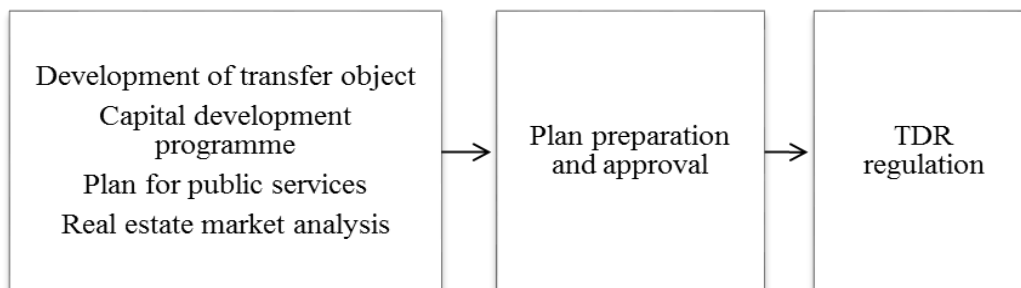 Development of transfer object
Capital development
programme
Plan for public services
Real estate market analysis
Plan preparation
and approval
TDR
regulation